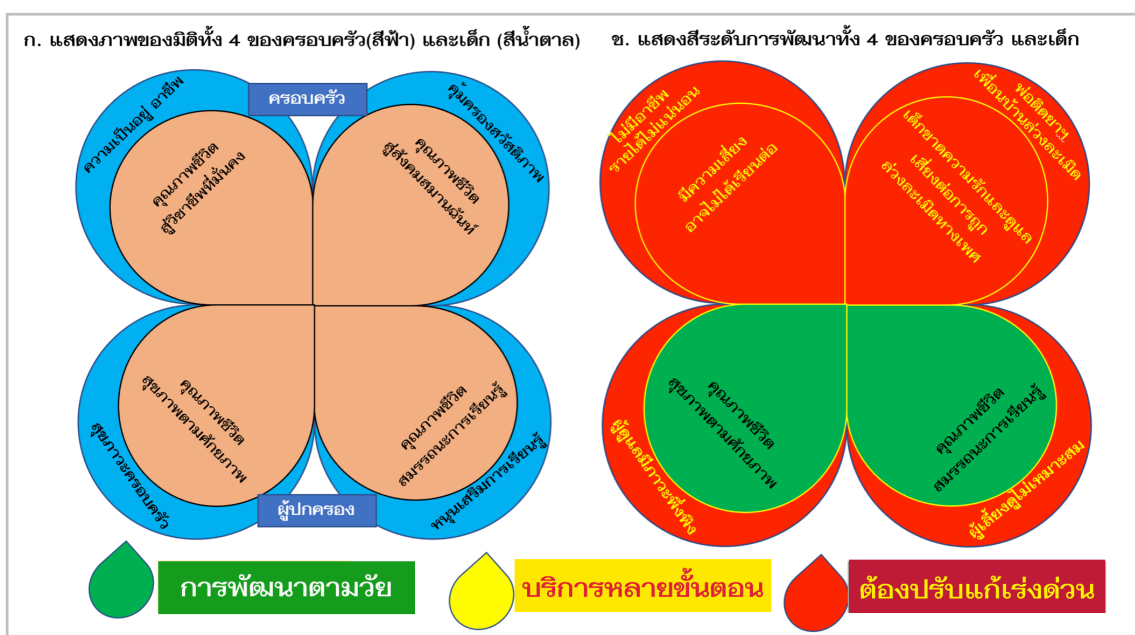 ก. แสดงภาพของมิติทั้ง 4 ของครอบครัว(สีฟ้า) และเด็ก (สีน้ำตาล)
ครอบครัว
ความเป็นอยู่ อาชีพ
คุ้มครองสวัสดิภาพ
คุณภาพชีวิต
สู่วิชาชีพที่มั่นคง
คุณภาพชีวิต
สู่สังคมสมานฉันท์
คุณภาพชีวิต
สุขภาพตามศักยภาพ
คุณภาพชีวิต
สมรรถนะการเรียนรู้
สุขภาวะครอบครัว
หนุนเสริมการเรียนรู้
ผู้ปกครอง
ช. แสดงสีระดับการพัฒนาทั้ง 4 ของครอบครัว และเด็ก
ไม่มีอาชีพ
รายได้ไม่แน่นอน
พ่อติดยาฯ
เพื่อนบ้านล่วงละเมิด
มีความเสี่ยง
อาจไม่ได้เรียนต่อ
เด็กขาดความรักและดูแล
เสี่ยงต่อการถูก
ล่วงละเมิดทางเพศ
คุณภาพชีวิต
สุขภาพตามศักยภาพ
คุณภาพชีวิต
สมรรถนะการเรียนรู้
ผู้ดูแลมีภาวะพึ่งพิง
ผู้เลี้ยงดูไม่เหมาะสม
การพัฒนาตามวัย
บริการหลายขั้นตอน
ต้องปรับแก้เร่งด่วน